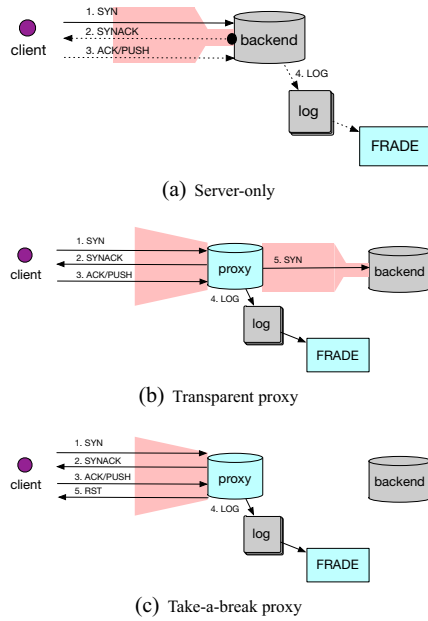 1. SYN
2. SYNACK
3. ACK/PUSH
client
backend
4. LOG
log
FRADE
(a) Server-only
1. SYN
2. SYNACK
3. ACK/PUSH
client
proxy
5. SYN
backend
4. LOG
log
FRADE
(b) Transparent proxy
1. SYN
2. SYNACK
3. ACK/PUSH
5. RST
client
proxy
backend
4. LOG
log
FRADE
(c) Take-a-break proxy